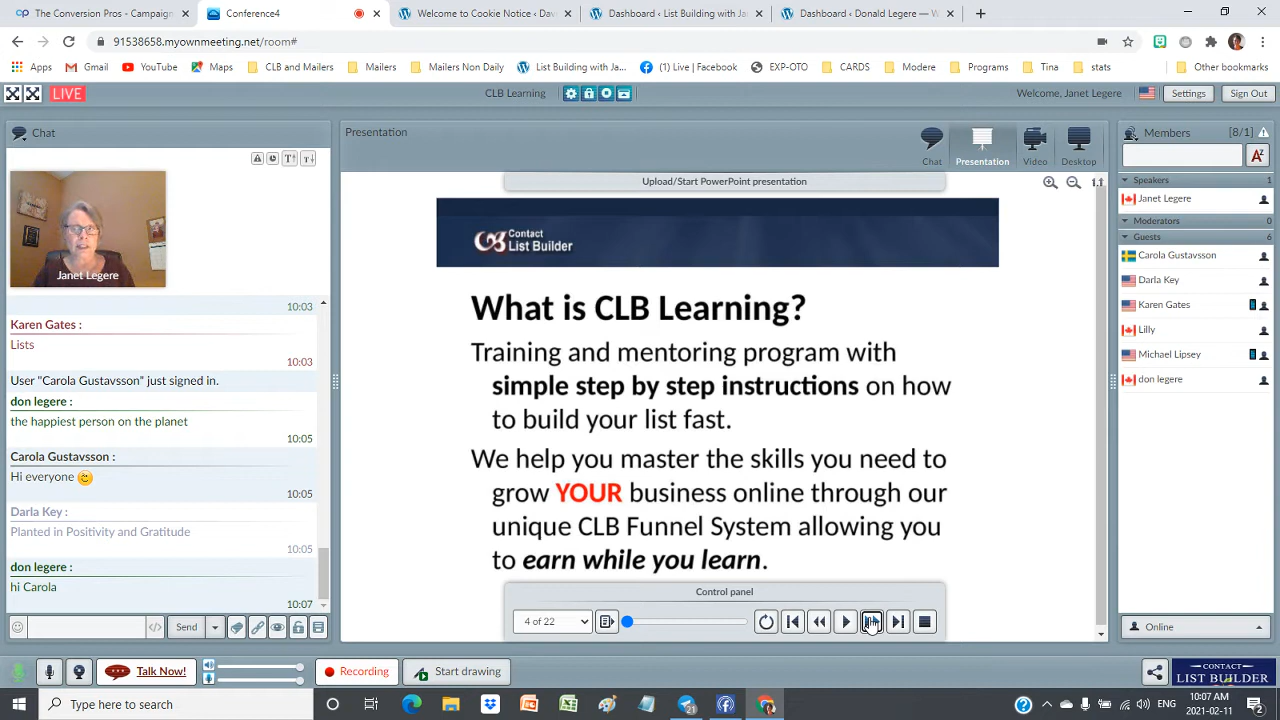 The Conversion Pros - Campaign
Conference4
Welcome to Cookie Notice ‹ Dav
Dashboard ‹ List Building with Ja
Dashboard ‹ Donald Legere — W
91538658.myownmeeting.net/room#
Apps
Gmail
YouTube
Maps
CLB and Mailers
Mailers
Mailers Non Daily
List Building with Ja...
(1) Live | Facebook
EXP-OTO
CARDS
Modere
Programs
Tina
stats
Other bookmarks
LIVE
CLB Learning
Welcome, Janet Legere
Settings
Sign Out
Chat
Janet Legere
10:03
Karen Gates :
Lists
10:03
User "Carola Gustavsson" just signed in.
don legere :
the happiest person on the planet
10:05
Carola Gustavsson :
Hi everyone
10:05
Darla Key :
Planted in Positivity and Gratitude
10:05
don legere :
hi Carola
10:07
Send
Presentation
Chat
Presentation
Video
Desktop
Upload/Start PowerPoint presentation
1:1
Contact
List Builder
What is CLB Learning?
Training and mentoring program with
simple step by step instructions on how
to build your list fast.
We help you master the skills you need to
grow YOUR business online through our
unique CLB Funnel System allowing you
to earn while you learn.
Control panel
4 of 22
Members
[8/1]
Speakers 1
Janet Legere
Moderators 0
Guests 6
Carola Gustavsson
Darla Key
Karen Gates
Lilly
Michael Lipsey
don legere
Online
Talk Now!
Recording
Start drawing
CONTACT
LIST BUILDER
Type here to search
21
ENG
10:07 AM
2021-02-11
2